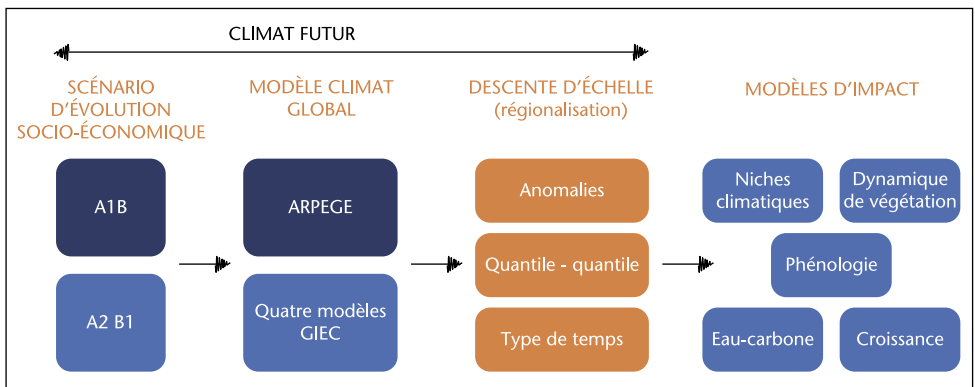 CLIMAT FUTUR
SCÉNARIO
D'ÉVOLUTION
SOCIO-ÉCONOMIQUE
MODÈLE CLIMAT
GLOBAL
DESCENTE D'ÉCHELLE
(régionalisation)
MODÈLES D'IMPACT
A1B
A2 B1
ARPEGE
Quatre modèles
GIEC
Anomalies
Quantile - quantile
Type de temps
Niches
climatiques
Dynamique
de végétation
Phénologie
Eau-carbone
Croissance